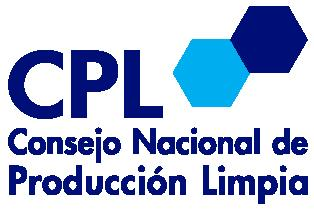 CPL
Consejo Nacional de
Producción Limpia